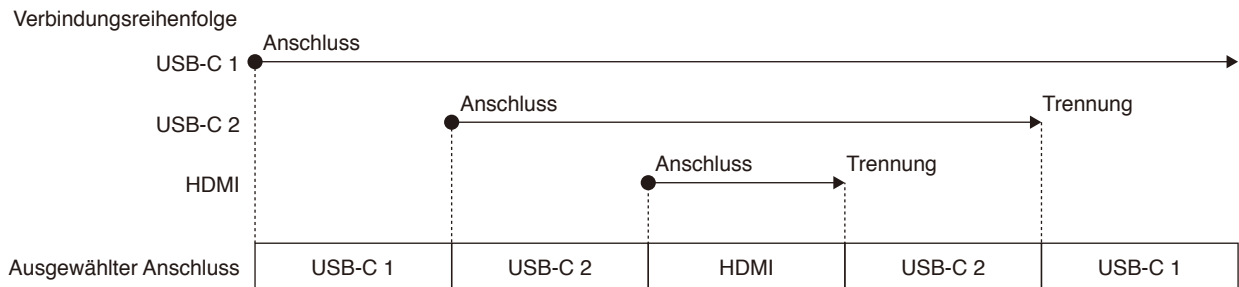 Verbindungsreihenfolge
Anschluss
USB-C 1
Anschluss Trennung
USB-C 2
Anschluss Trennung
HDMI
Ausgewählter Anschluss USB-C 1 USB-C 2 HDMI USB-C 2 USB-C 1